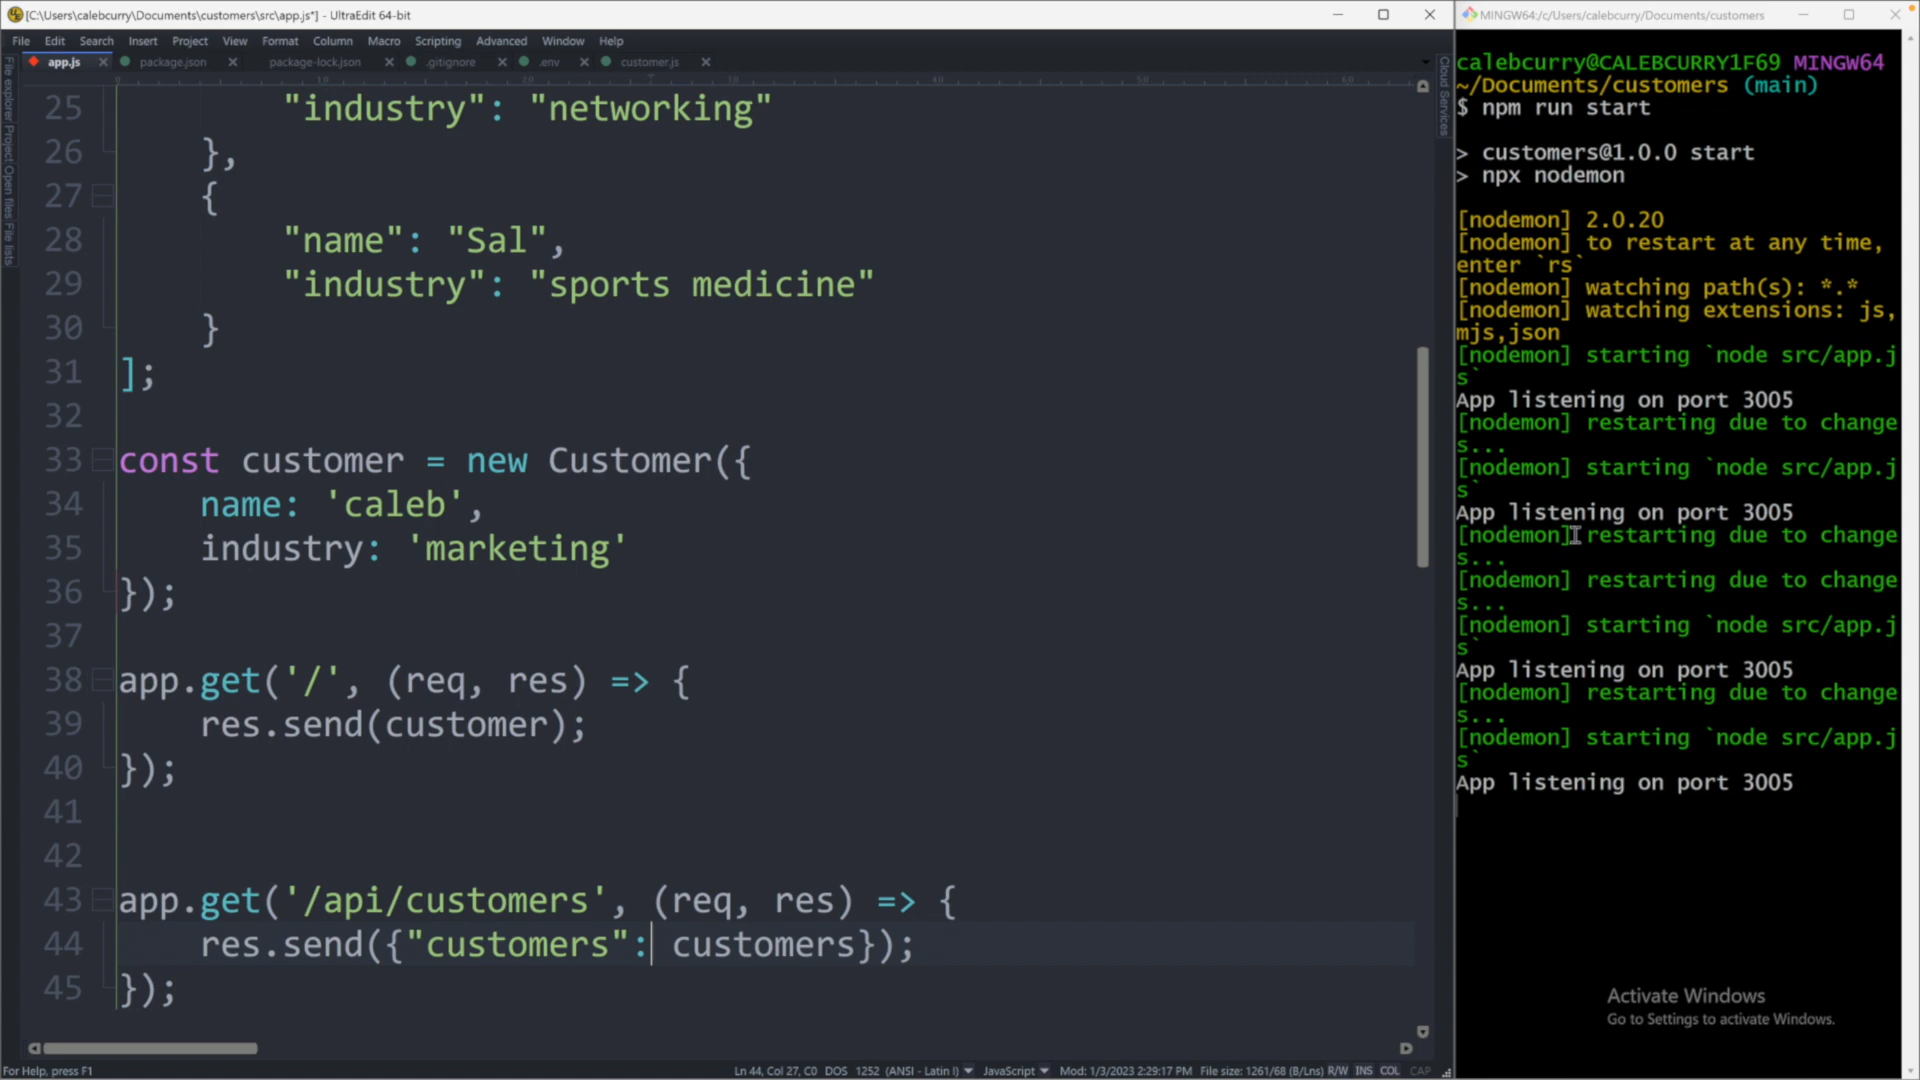 [C:\Users\calebcurry\Documents\customers\src\app.js*] - UltraEdit 64-bit
File Edit Search Insert Project View Format Column Macro Scripting Advanced Window Help
app.js package.json package-lock.json .gitignore .env customer.js
25 "industry": "networking"
26 },
27 {
28 "name": "Sal",
29 "industry": "sports medicine"
30 }
31 ];
32
33 const customer = new Customer({
34 name: 'caleb',
35 industry: 'marketing'
36 });
37
38 app.get('/', (req, res) => {
39 res.send(customer);
40 });
41
42
43 app.get('/api/customers', (req, res) => {
44 res.send({"customers": customers});
45 });
File explorer Project Open files File lists
Cloud Services
For Help, press F1
Ln 44, Col 27, C0 DOS 1252 (ANSI - Latin I) JavaScript Mod: 1/3/2023 2:29:17 PM File size: 1261/68 (B/Lns) R/W INS COL CAP
MINGW64:/c/Users/calebcurry/Documents/customers
calebcurry@CALEBCURRY1F69 MINGW64
~/Documents/customers (main)
$ npm run start
> customers@1.0.0 start
> npx nodemon
[nodemon] 2.0.20
[nodemon] to restart at any time,
enter `rs`
[nodemon] watching path(s): *.*
[nodemon] watching extensions: js,
mjs,json
[nodemon] starting `node src/app.j
s`
App listening on port 3005
[nodemon] restarting due to change
s...
[nodemon] starting `node src/app.j
s`
App listening on port 3005
[nodemon] restarting due to change
s...
[nodemon] restarting due to change
s...
[nodemon] starting `node src/app.j
s`
App listening on port 3005
[nodemon] restarting due to change
s...
[nodemon] starting `node src/app.j
s`
App listening on port 3005
Activate Windows
Go to Settings to activate Windows.